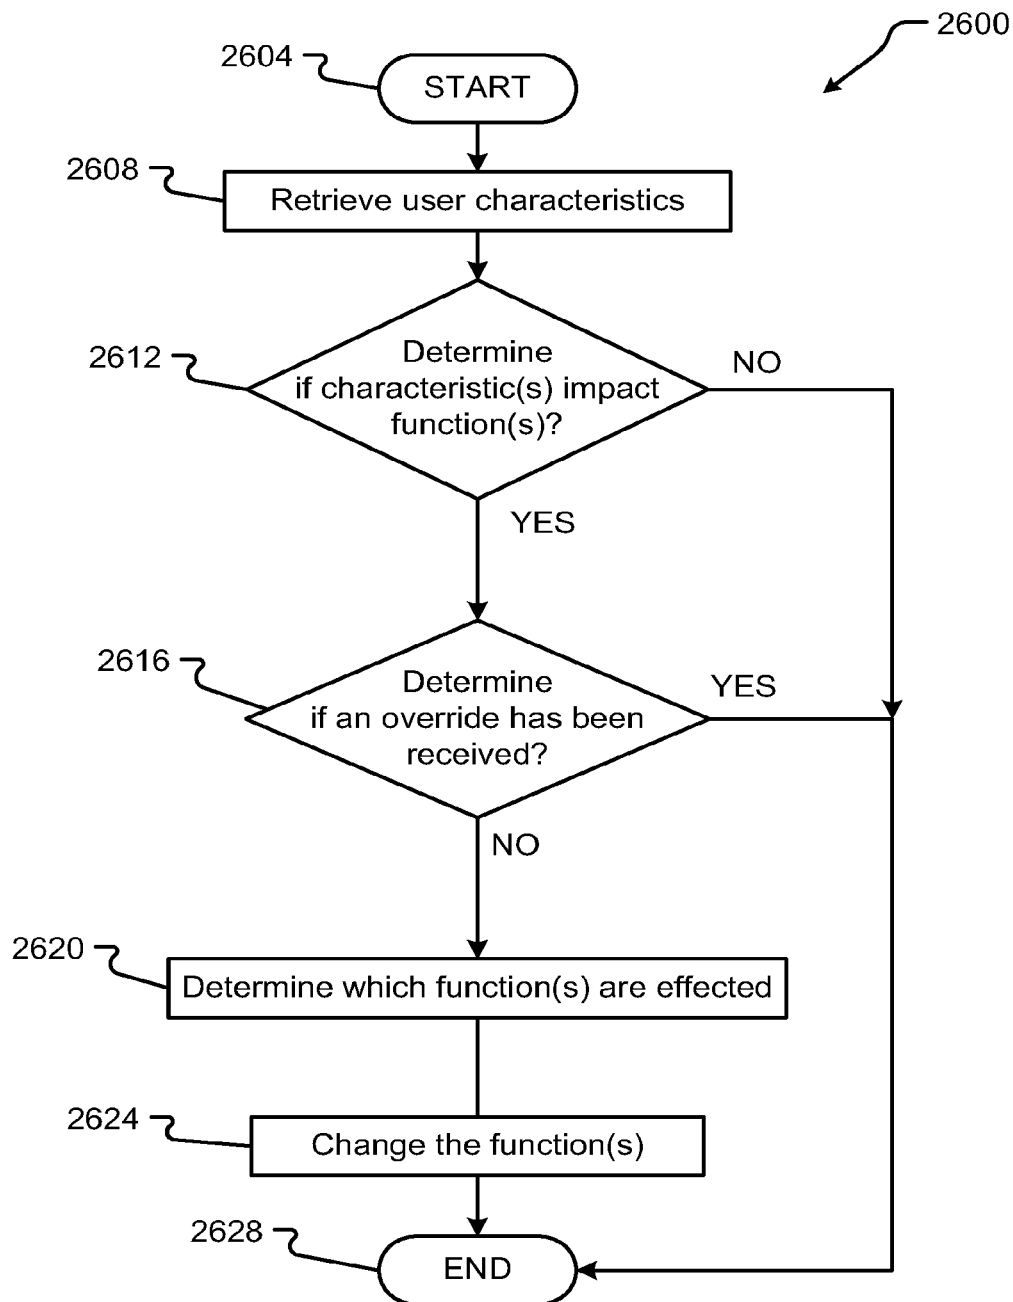 2600
2604
START
2608
Retrieve user characteristics
2612
Determine
if characteristic(s) impact
function(s)?
NO
YES
2616
Determine
if an override has been
received?
YES
NO
2620
Determine which function(s) are effected
2624
Change the function(s)
2628
END